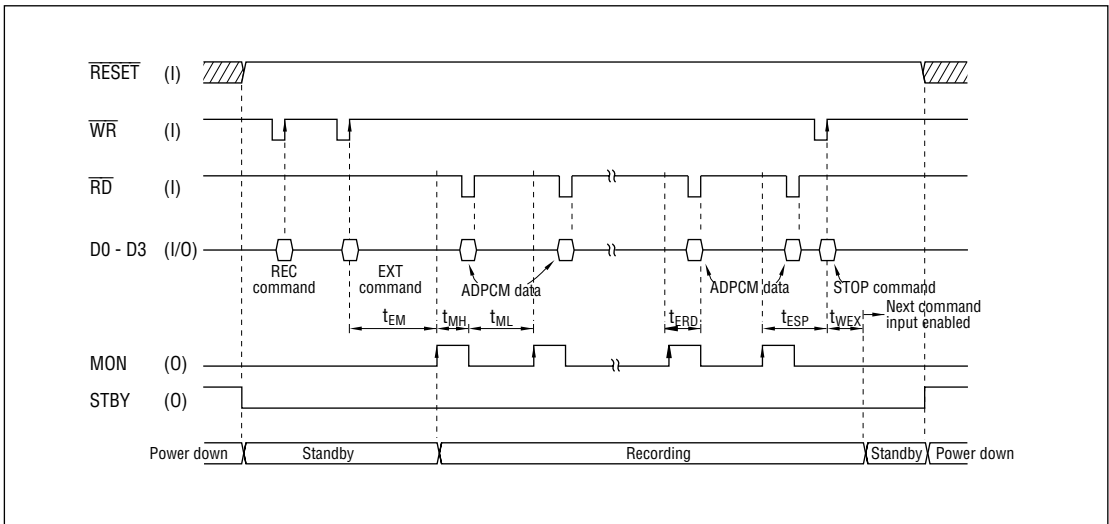 RESET (I)
WR (I)
RD (I)
D0 - D3 (I/O)
REC
command
EXT
command
ADPCM data
ADPCM data
STOP command
Next command
input enabled
tEM
tMH
tML
tERD
tESP
tWEX
MON (O)
STBY (O)
Power down
Standby
Recording
Standby
Power down